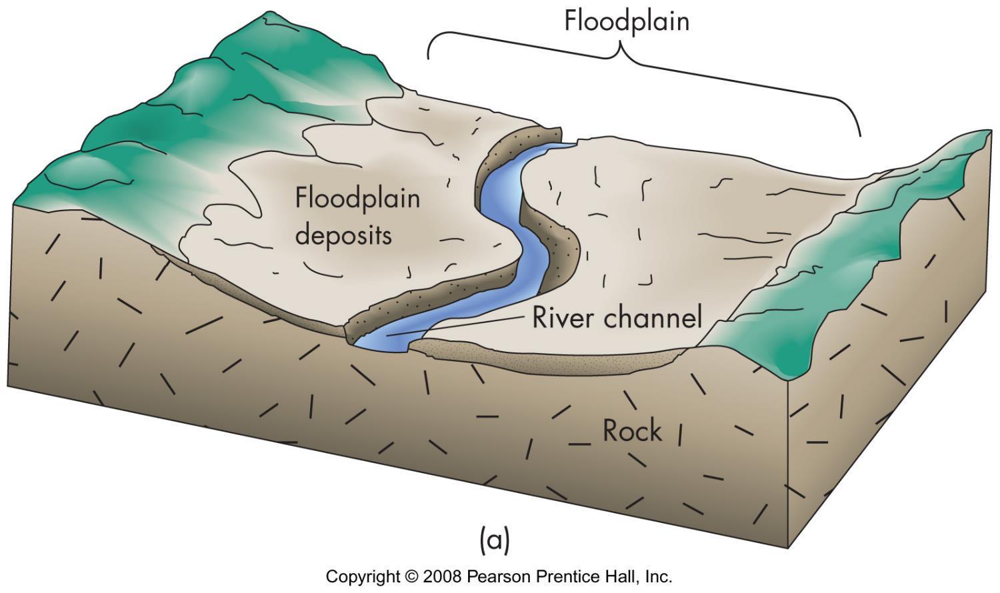 Floodplain
Floodplain
deposits
River channel
Rock
(a)
Copyright © 2008 Pearson Prentice Hall, Inc.